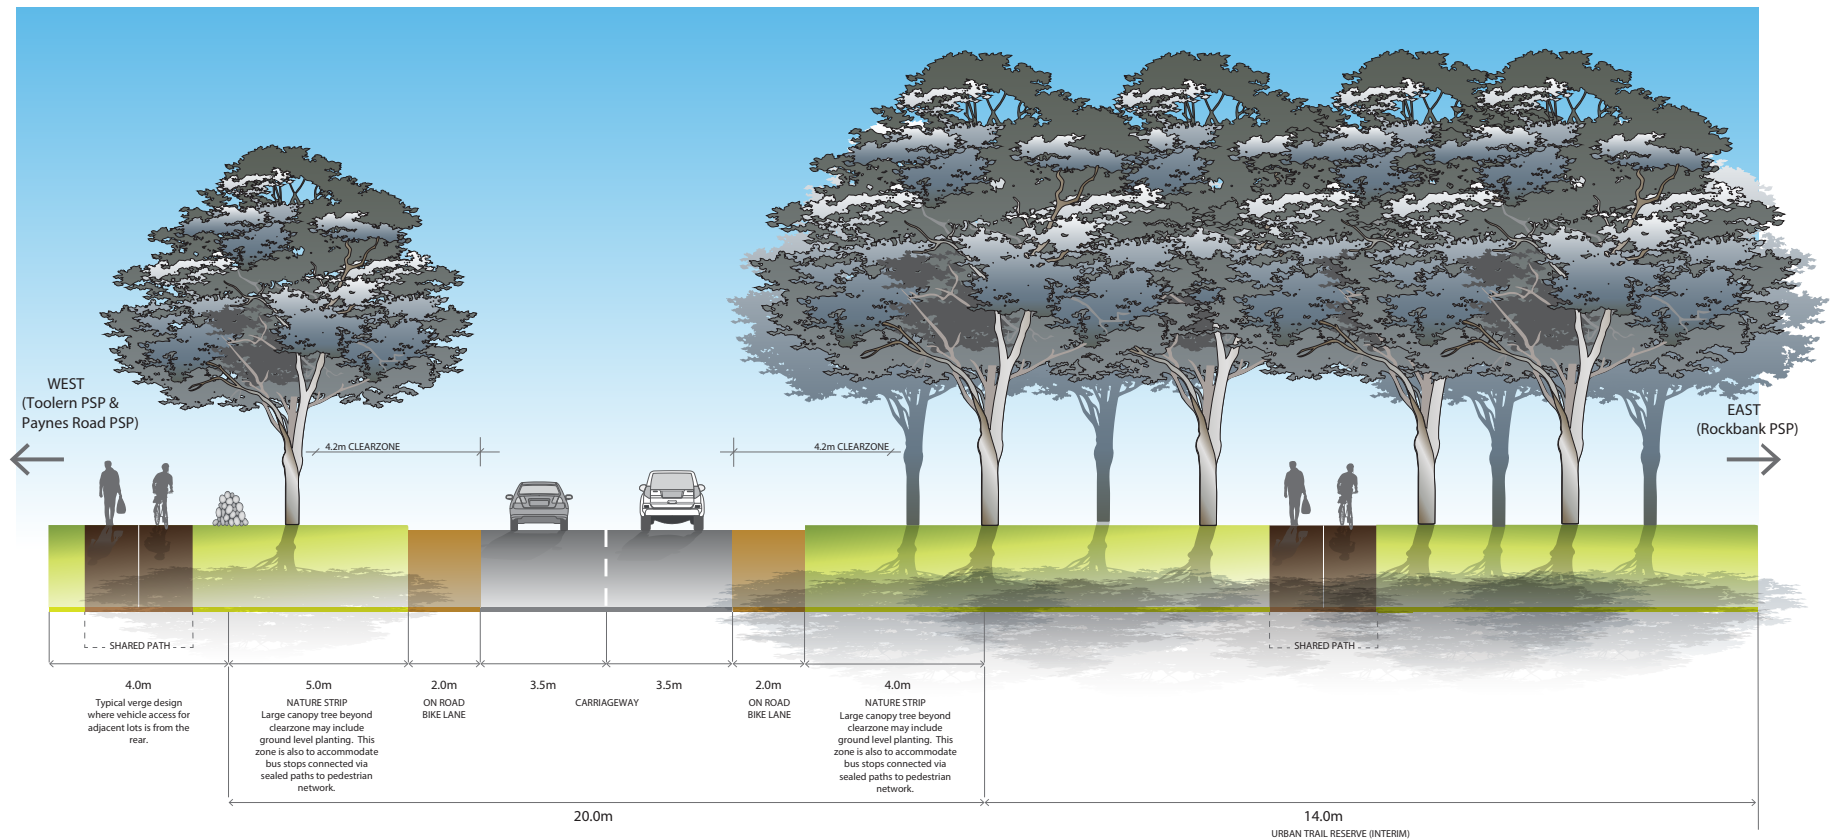 WEST
(Toolern PSP &
Paynes Road PSP)
4.2m CLEARZONE
4.2m CLEARZONE
EAST
(Rockbank PSP)
SHARED PATH
SHARED PATH
4.0m
Typical verge design
where vehicle access for
adjacent lots is from the
rear.
5.0m
NATURE STRIP
Large canopy tree beyond
clearzone may include
ground level planting. This
zone is also to accommodate
bus stops connected via
sealed paths to pedestrian
network.
2.0m
ON ROAD
BIKE LANE
3.5m
3.5m
CARRIAGEWAY
2.0m
ON ROAD
BIKE LANE
4.0m
NATURE STRIP
Large canopy tree beyond
clearzone may include
ground level planting. This
zone is also to accommodate
bus stops connected via
sealed paths to pedestrian
network.
20.0m
14.0m
URBAN TRAIL RESERVE (INTERIM)